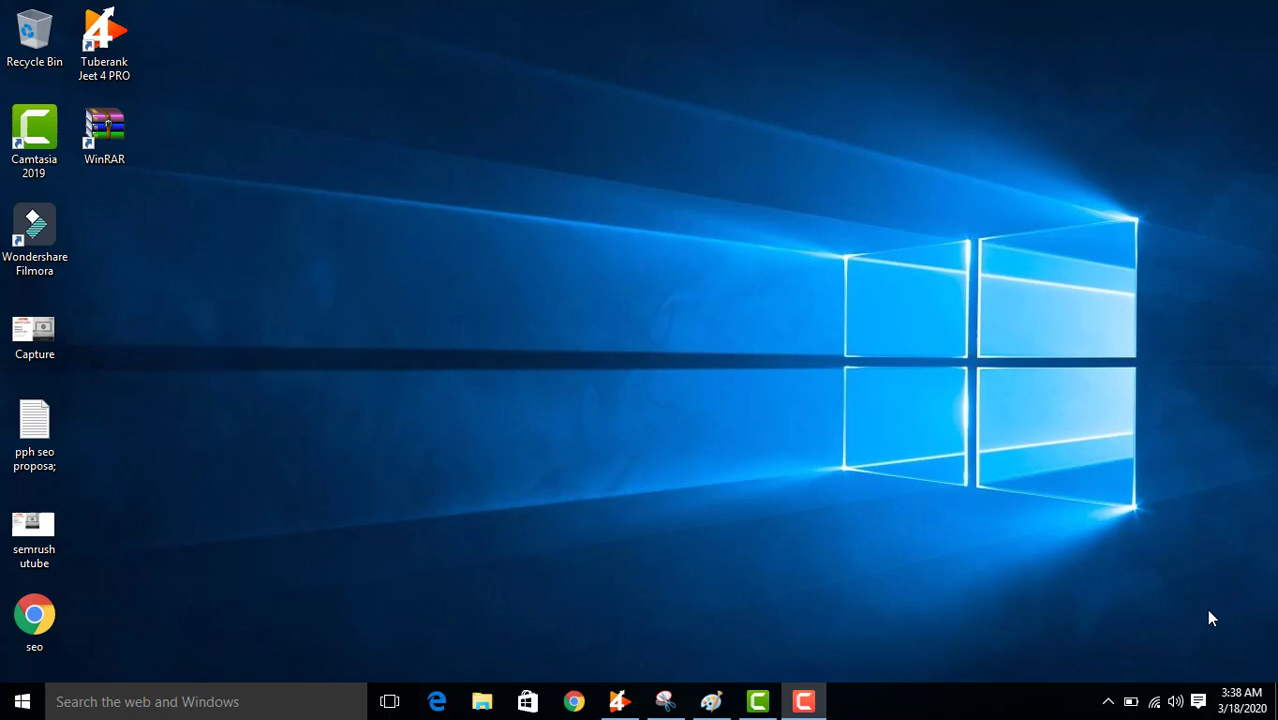 Recycle Bin
Tuberank
Jeet 4 PRO
Camtasia
2019
WinRAR
Wondershare
Filmora
Capture
pph seo
proposa;
semrush
utube
seo
Search the web and Windows
3:38 AM
3/18/2020